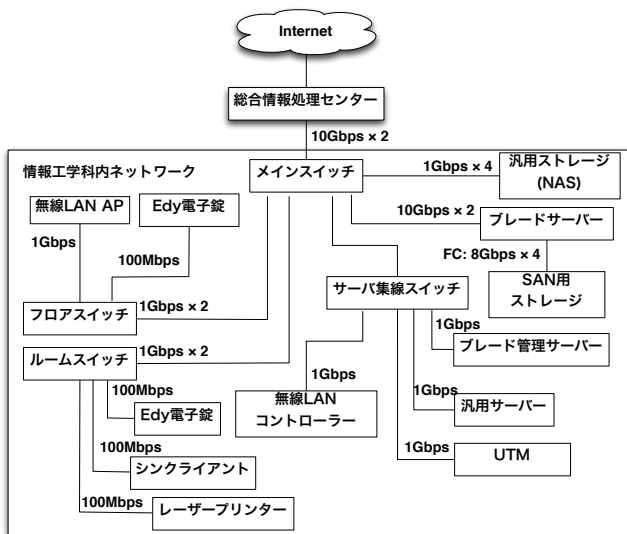 Internet
総合情報処理センター
10Gbps × 2
情報工学科内ネットワーク
メインスイッチ
1Gbps × 4
汎用ストレージ
(NAS)
無線LAN AP
Edy電子錠
10Gbps × 2
ブレードサーバー
1Gbps
100Mbps
FC: 8Gbps × 4
SAN用
ストレージ
サーバ集線スイッチ
フロアスイッチ
1Gbps × 2
1Gbps
ブレード管理サーバー
ルームスイッチ
1Gbps × 2
1Gbps
無線LAN
コントローラー
1Gbps
汎用サーバー
100Mbps
Edy電子錠
1Gbps
UTM
100Mbps
シンクライアント
100Mbps
レーザープリンター